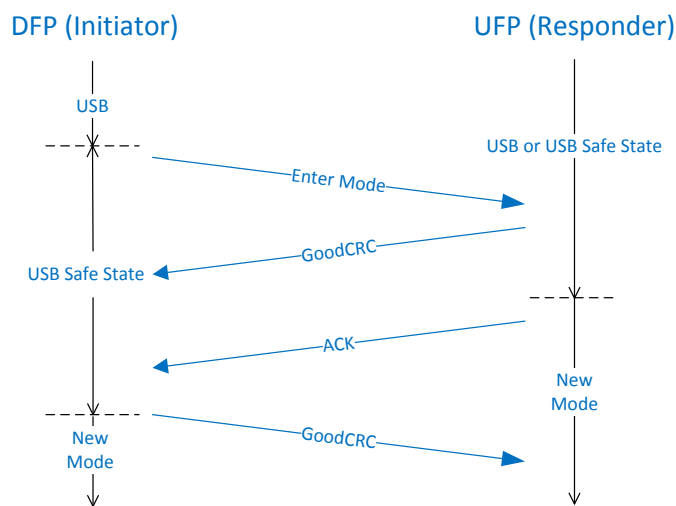 DFP (Initiator)
UFP (Responder)
USB
USB or USB Safe State
Enter Mode
GoodCRC
USB Safe State
ACK
New
Mode
GoodCRC
New
Mode